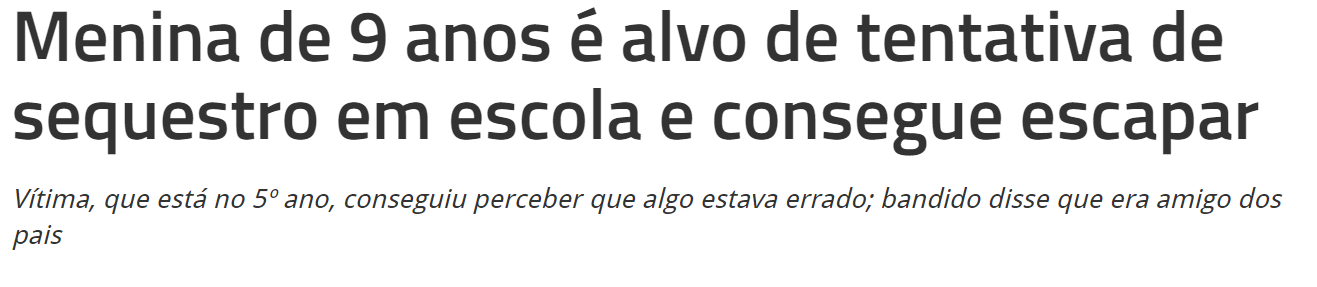 Menina de 9 anos é alvo de tentativa de
sequestro em escola e consegue escapar
Vítima, que está no 5º ano, conseguiu perceber que algo estava errado; bandido disse que era amigo dos
pais